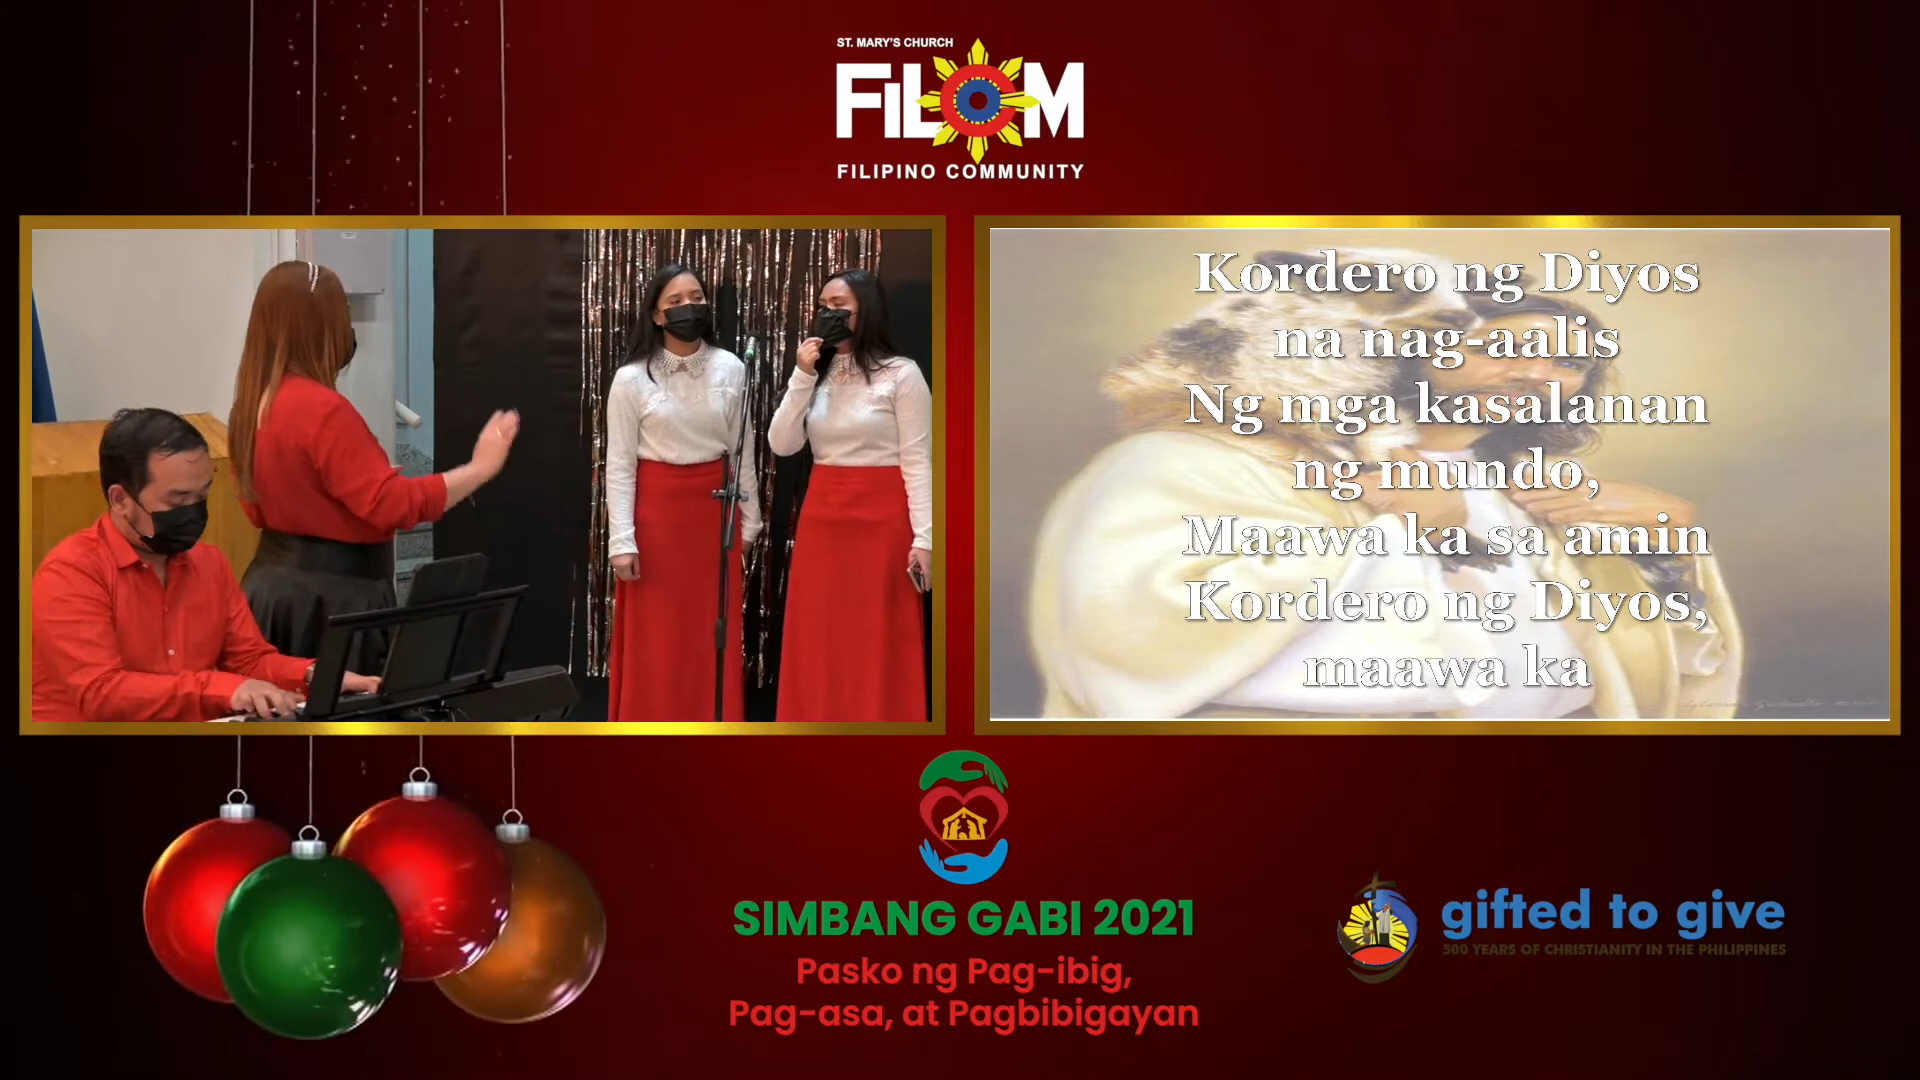 ST. MARY'S CHURCH
FiLCM
FILIPINO COMMUNITY
Kordero ng Diyos
na nag-aalis
Ng mga kasalanan
ng mundo,
Maawa ka sa amin
Kordero ng Diyos,
maawa ka
SIMBANG GABI 2021
Pasko ng Pag-ibig,
Pag-asa, at Pagbibigayan
gifted to give
500 YEARS OF CHRISTIANITY IN THE PHILIPPINES